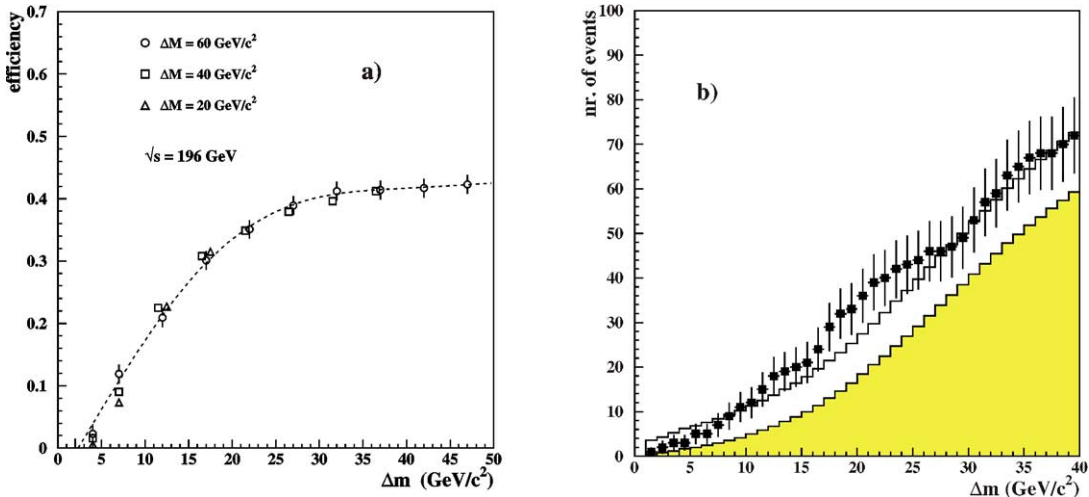 efficiency
0.7
0.6
0.5
0.4
0.3
0.2
0.1
0
ΔM = 60 GeV/c²
ΔM = 40 GeV/c²
ΔM = 20 GeV/c²
√s = 196 GeV
a)
0 5 10 15 20 25 30 35 40 45 50
Δm (GeV/c²)
nr. of events
100
90
80
70
60
50
40
30
20
10
0
b)
0 5 10 15 20 25 30 35 40
Δm (GeV/c²)